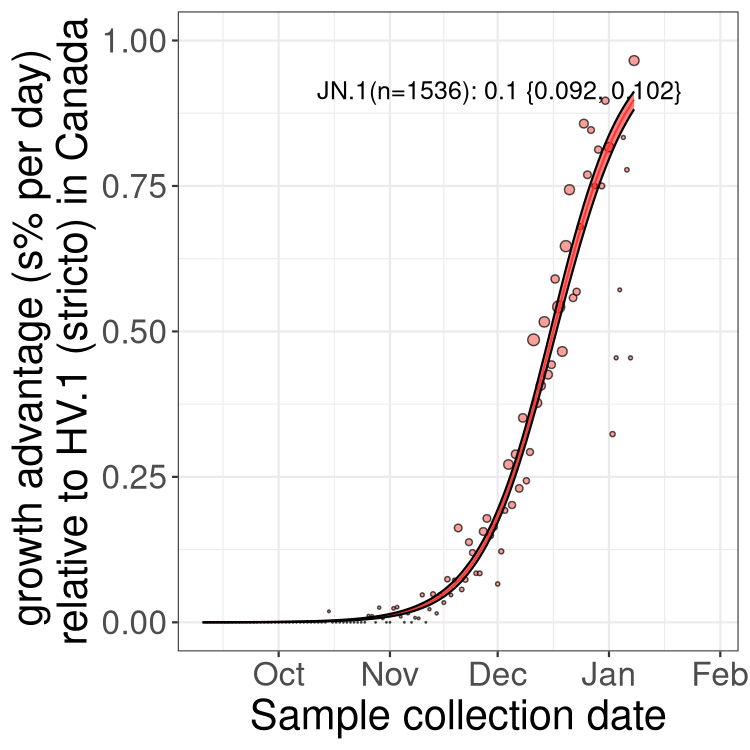 growth advantage (s% per day)
relative to HV.1 (stricto) in Canada
1.00
0.75
0.50
0.25
0.00
JN.1(n=1536): 0.1 {0.092, 0.102}
Oct Nov Dec Jan Feb
Sample collection date